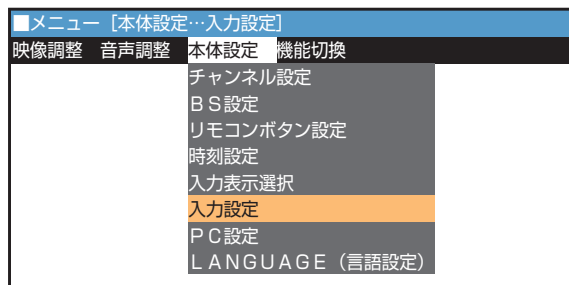 ■メニュー［本体設定…入力設定］
映像調整 音声調整 本体設定 機能切換
チャンネル設定
ＢＳ設定
リモコンボタン設定
時刻設定
入力表示選択
入力設定
ＰＣ設定
ＬＡＮＧＵＡＧＥ（言語設定）